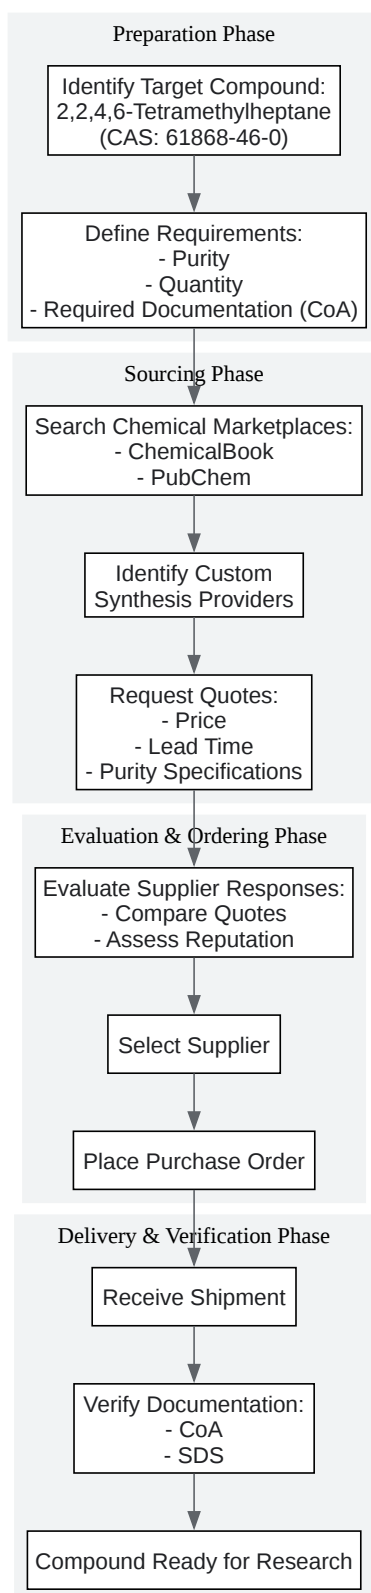 Preparation Phase
Identify Target Compound:
2,2,4,6-Tetramethylheptane
(CAS: 61868-46-0)
Define Requirements:
- Purity
- Quantity
- Required Documentation (CoA)
Sourcing Phase
Search Chemical Marketplaces:
- ChemicalBook
- PubChem
Identify Custom
Synthesis Providers
Request Quotes:
- Price
- Lead Time
- Purity Specifications
Evaluation & Ordering Phase
Evaluate Supplier Responses:
- Compare Quotes
- Assess Reputation
Select Supplier
Place Purchase Order
Delivery & Verification Phase
Receive Shipment
Verify Documentation:
- CoA
- SDS
Compound Ready for Research